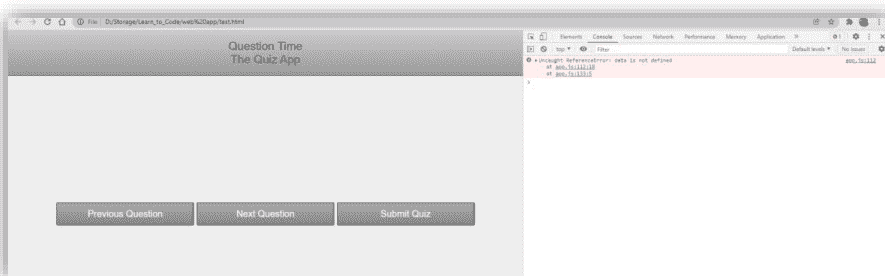 File D:/Storage/Learn_to_Code/web%20app/test.html
Question Time
The Quiz App
Previous Question
Next Question
Submit Quiz
Elements Console Sources Network Performance Memory Application
top Filter Default levels No Issues
Uncaught ReferenceError: data is not defined app.js:112
at app.js:112:18
at app.js:133:5